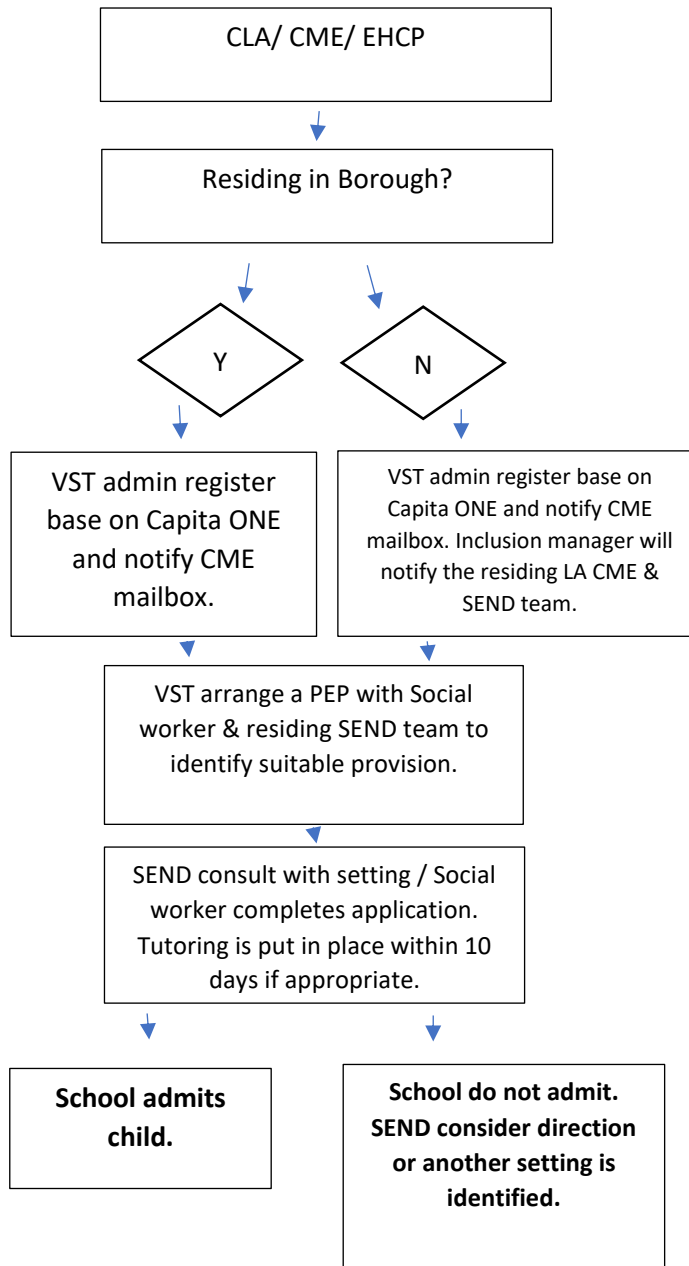 CLA/ CME/ EHCP
Residing in Borough?
Y
N
VST admin register
base on Capita ONE
and notify CME
mailbox.
VST admin register base on
Capita ONE and notify CME
mailbox. Inclusion manager will
notify the residing LA CME &
SEND team.
VST arrange a PEP with Social
worker & residing SEND team to
identify suitable provision.
SEND consult with setting / Social
worker completes application.
Tutoring is put in place within 10
days if appropriate.
School admits
child.
School do not admit.
SEND consider direction
or another setting is
identified.